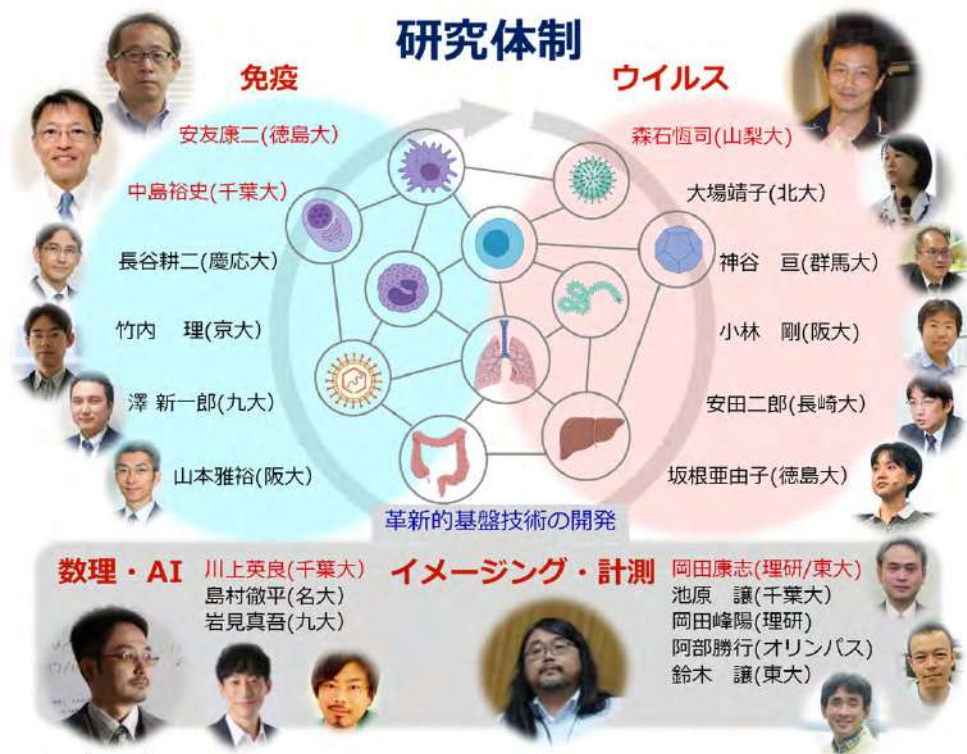 研究体制
免疫
安友康二(徳島大)
中島裕史(千葉大)
長谷耕二(慶応大)
竹内　理(京大)
澤 新一郎(九大)
山本雅裕(阪大)
ウイルス
森石恆司(山梨大)
大場靖子(北大)
神谷　亘(群馬大)
小林　剛(阪大)
安田二郎(長崎大)
坂根亜由子(徳島大)
革新的基盤技術の開発
数理・AI
川上英良(千葉大)
島村徹平(名大)
岩見真吾(九大)
イメージング・計測
岡田康志(理研/東大)
池原　譲(千葉大)
岡田峰陽(理研)
阿部勝行(オリンパス)
鈴木　譲(東大)